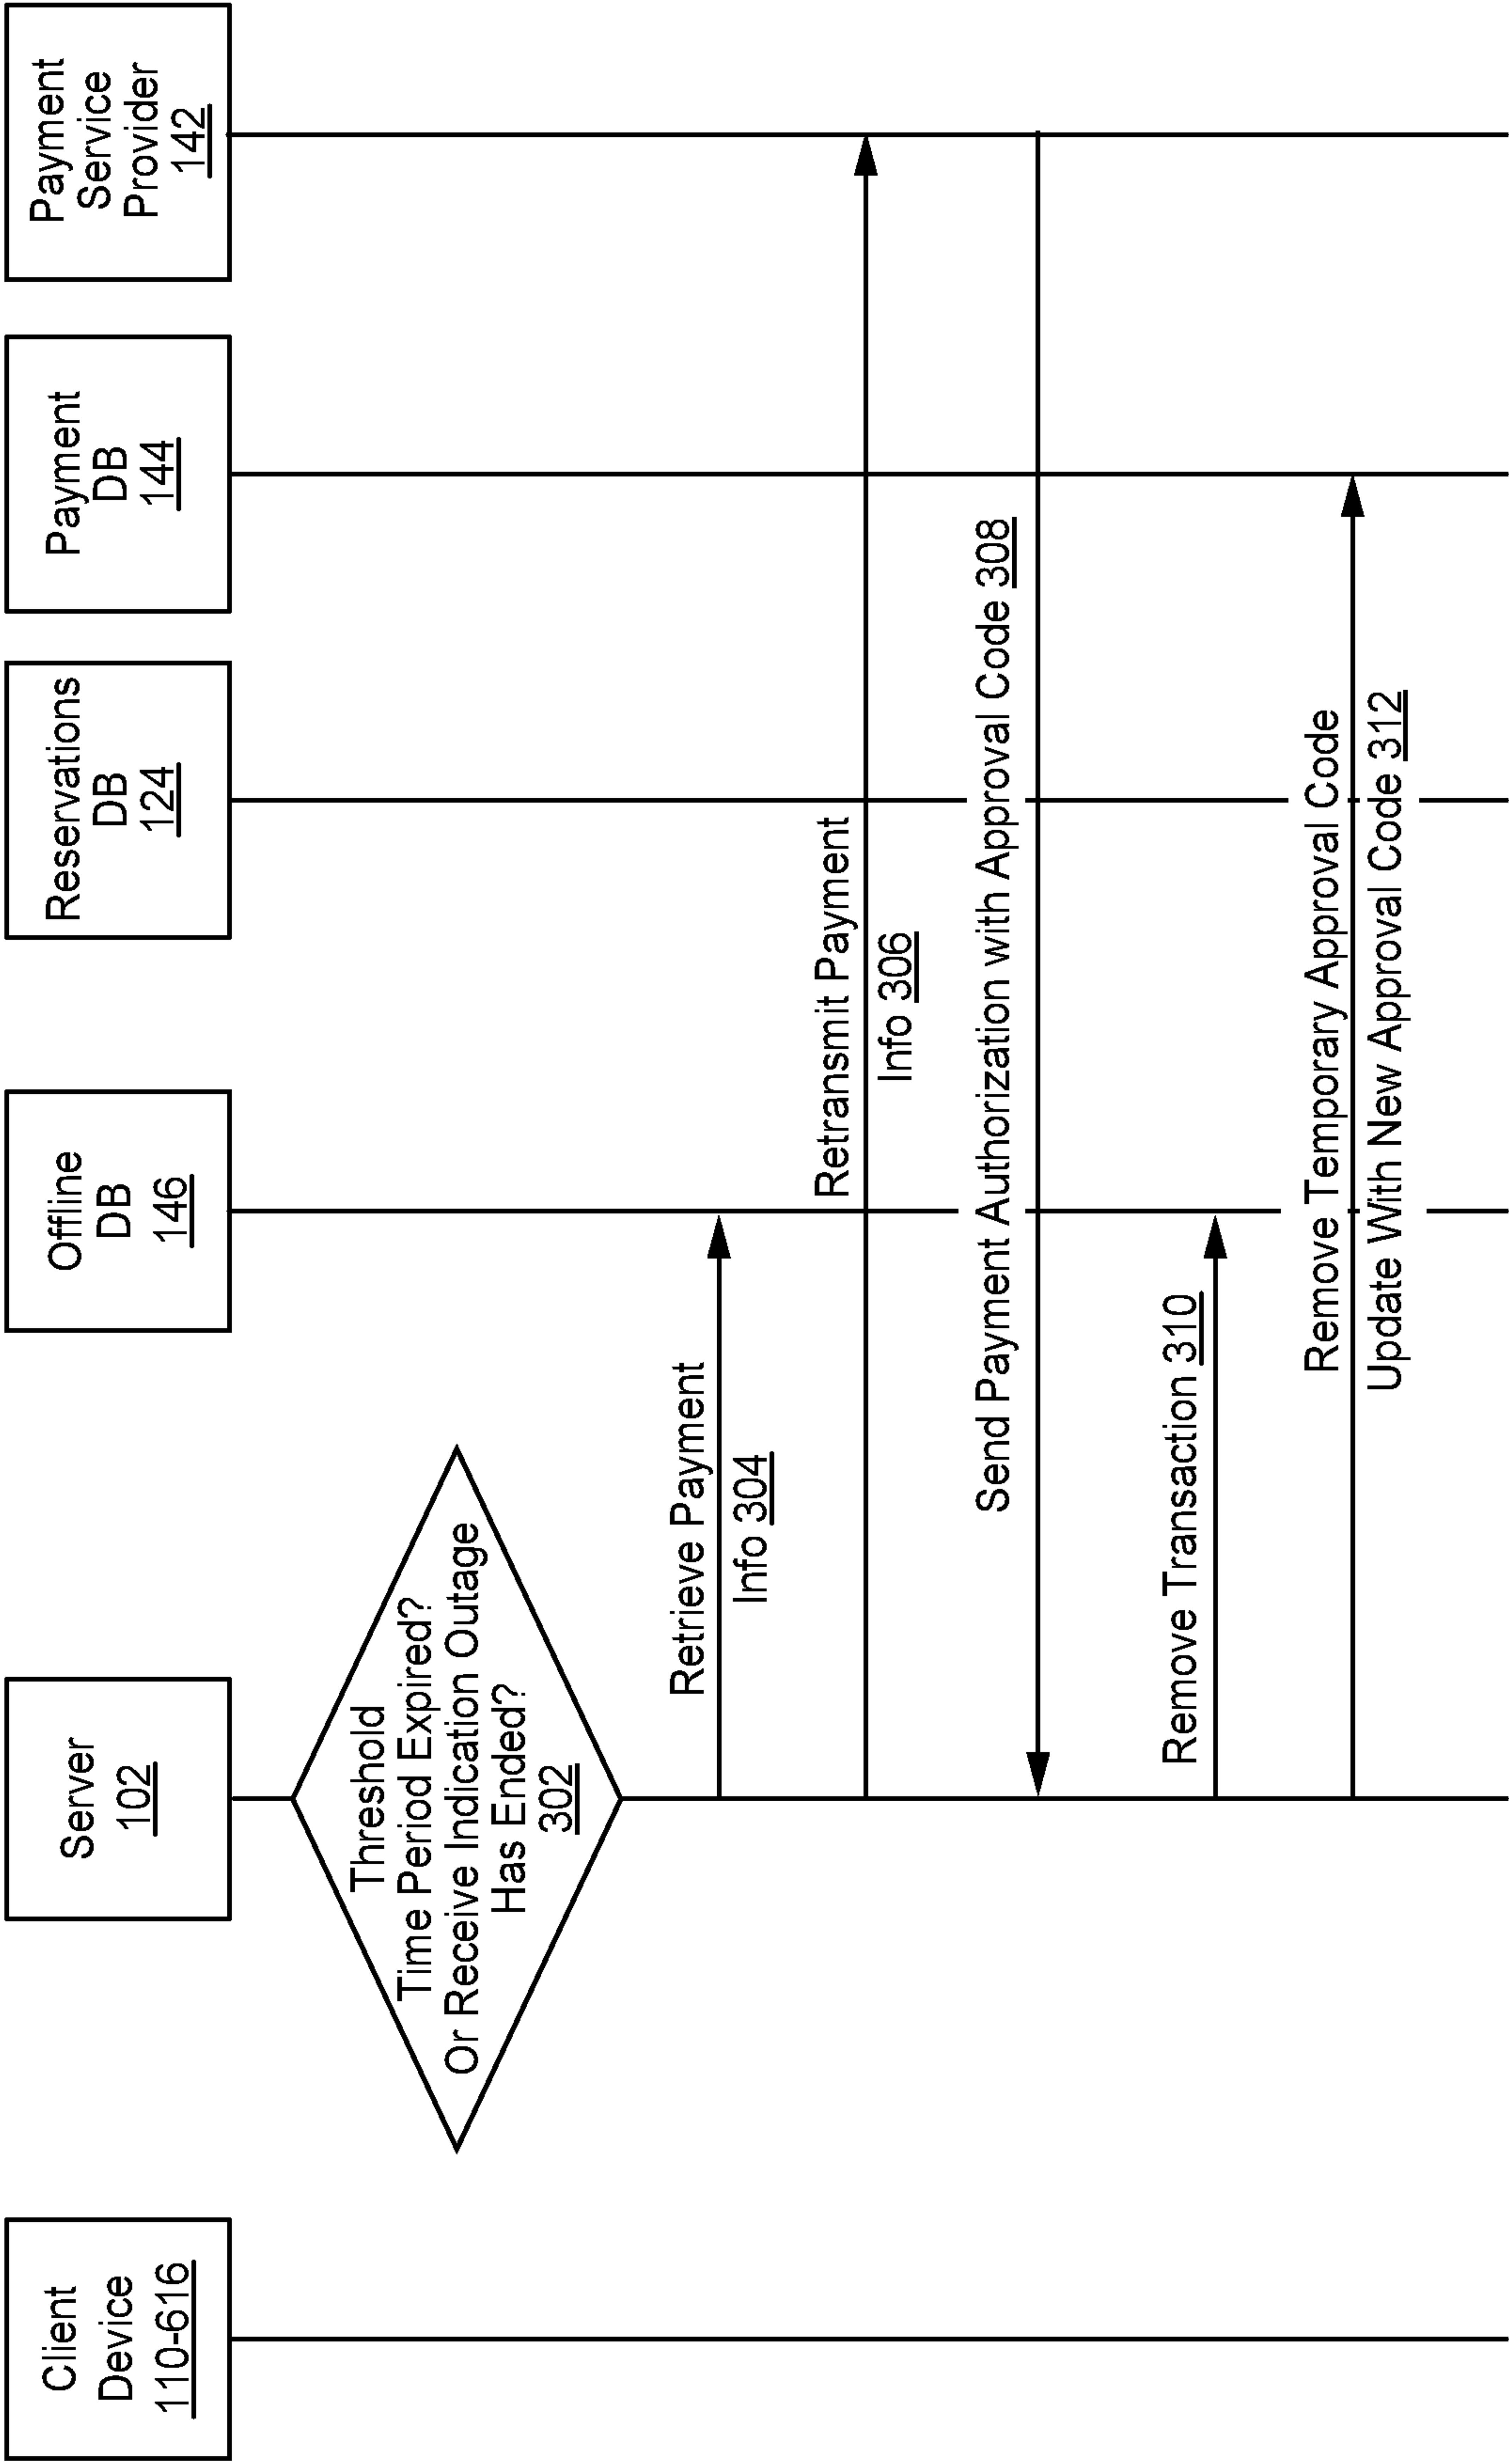 Client
Device
110-616
Server
102
Offline
DB
146
Reservations
DB
124
Payment
DB
144
Payment
Service
Provider
142
Threshold
Time Period Expired?
Or Receive Indication Outage
Has Ended?
302
Retrieve Payment
Info 304
Retransmit Payment
Info 306
Send Payment Authorization with Approval Code 308
Remove Transaction 310
Remove Temporary Approval Code
Update With New Approval Code 312